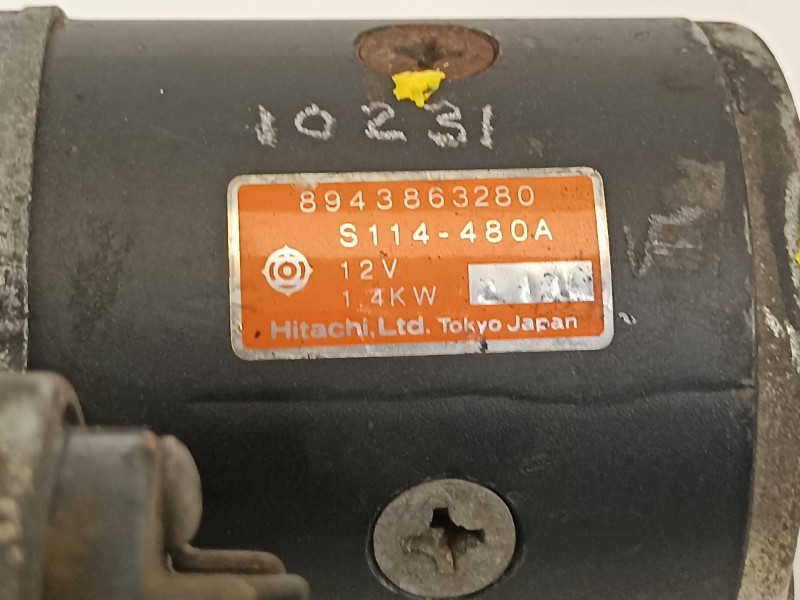 10231
8943863280
S114-480A
12V
1.4KW
Hitachi, Ltd. Tokyo Japan